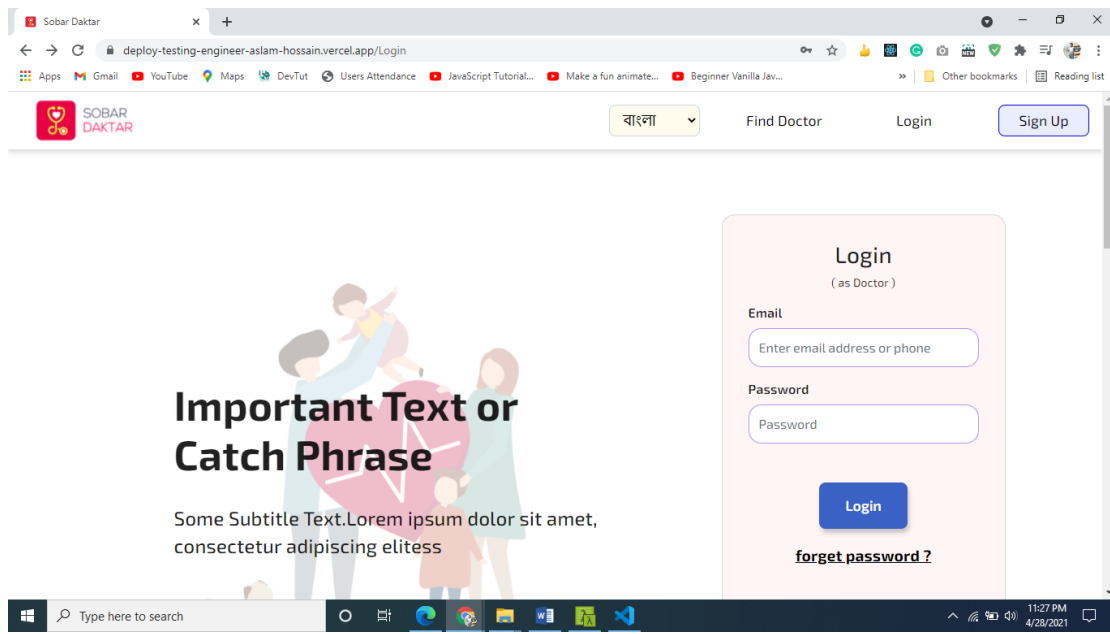 Sobar Daktar
deploy-testing-engineer-aslam-hossain.vercel.app/Login
Apps Gmail YouTube Maps DevTut Users Attendance JavaScript Tutorial... Make a fun animate... Beginner Vanilla Jav... » Other bookmarks Reading list
SOBAR
DAKTAR
বাংলা Find Doctor Login Sign Up
Login
( as Doctor )
Email
Enter email address or phone
Password
Password
Login
forget password ?
Important Text or
Catch Phrase
Some Subtitle Text.Lorem ipsum dolor sit amet,
consectetur adipiscing elitess
Type here to search
11:27 PM
4/28/2021